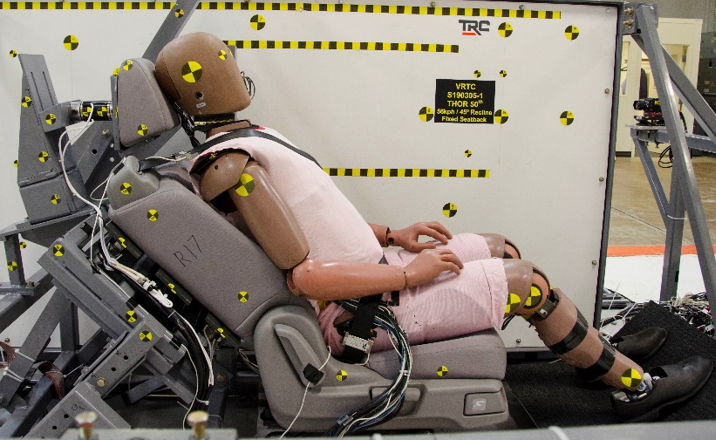 TRC
VRTC
S190305-1
THOR 50th
56kph / 45° Recline
Fixed Seatback
R17